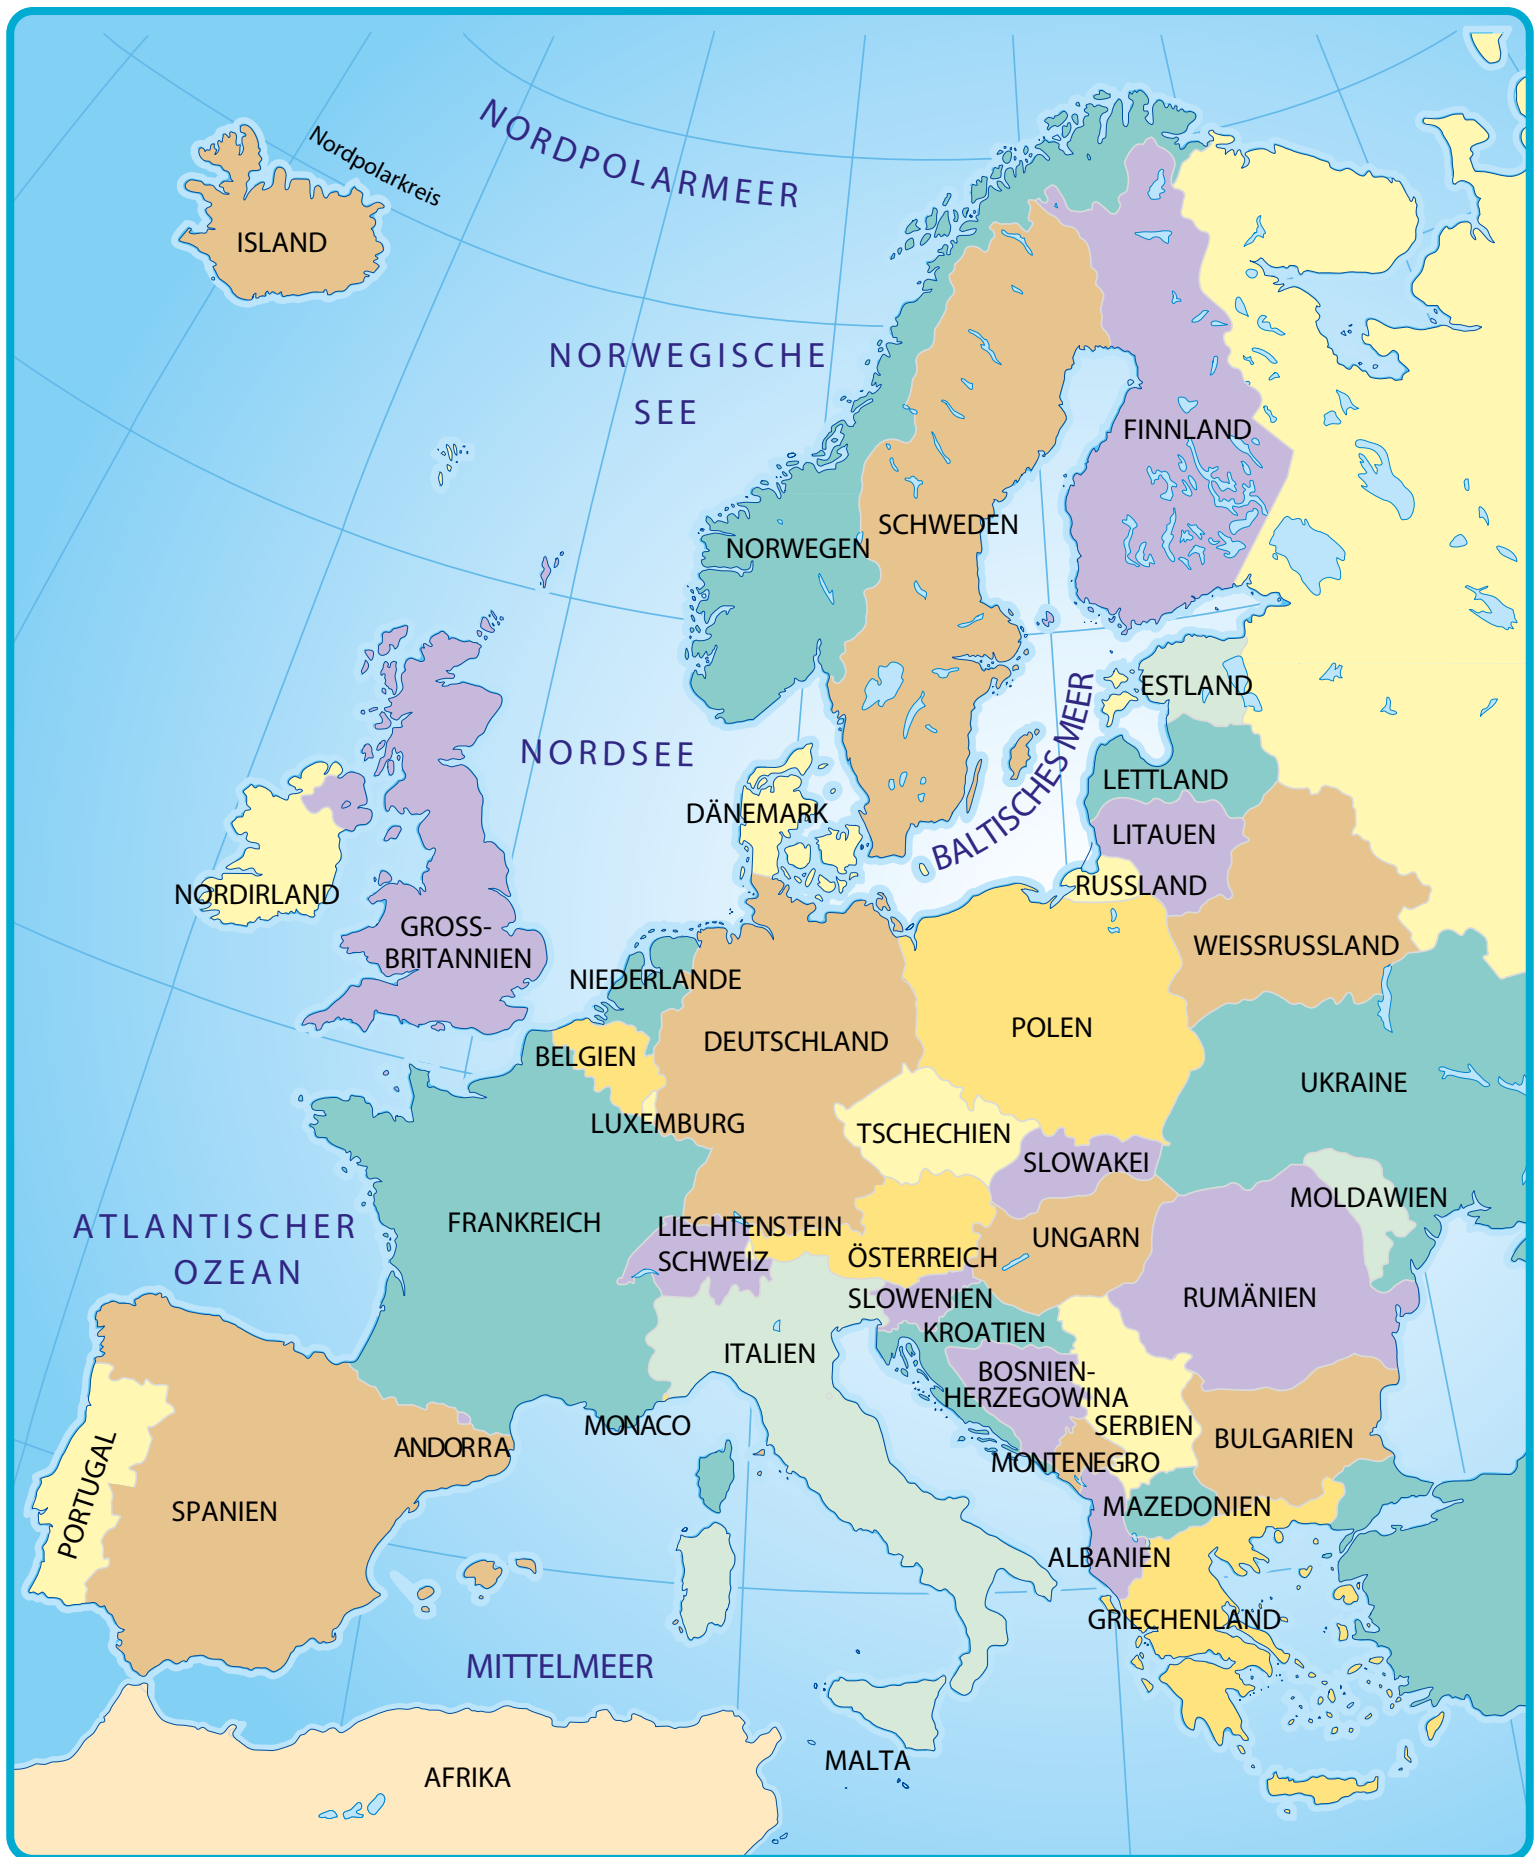 NORDPOLARMEER
Nordpolarkreis
ISLAND
NORWEGISCHE
SEE
FINNLAND
SCHWEDEN
NORWEGEN
ESTLAND
BALTISCHES MEER
NORDSEE
LETTLAND
DÄNEMARK
LITAUEN
RUSSLAND
NORDIRLAND
GROSS-
BRITANNIEN
WEISSRUSSLAND
NIEDERLANDE
POLEN
DEUTSCHLAND
BELGIEN
UKRAINE
LUXEMBURG
TSCHECHIEN
SLOWAKEI
MOLDAWIEN
ATLANTISCHER
OZEAN
FRANKREICH
LIECHTENSTEIN
SCHWEIZ
UNGARN
ÖSTERREICH
SLOWENIEN
RUMÄNIEN
KROATIEN
ITALIEN
BOSNIEN-
HERZEGOWINA
MONACO
SERBIEN
BULGARIEN
ANDORRA
MONTENEGRO
PORTUGAL
SPANIEN
MAZEDONIEN
ALBANIEN
GRIECHENLAND
MITTELMEER
MALTA
AFRIKA